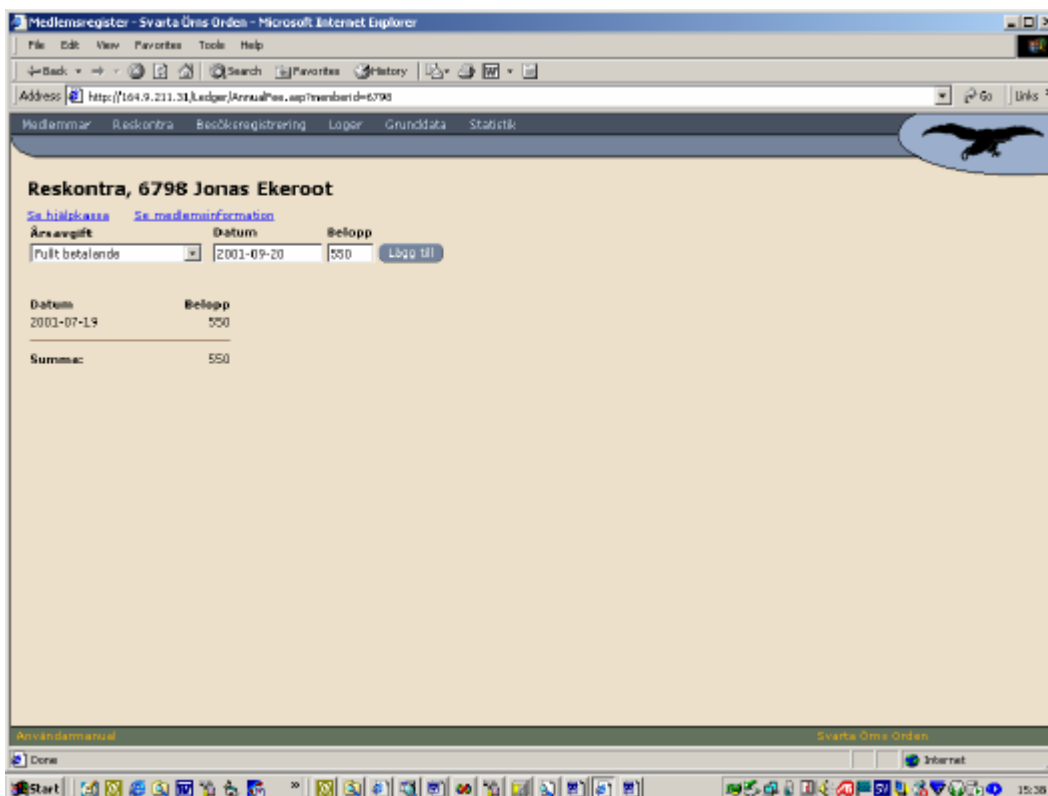 Medlemsregister - Svarta Örns Orden - Microsoft Internet Explorer
File Edit View Favorites Tools Help
Back Search Favorites History
Address http://164.9.211.31/Ledger/AnnualFee.asp?memberid=6798 Go Links
Medlemmar Reskontra Besöksregistrering Loger Grunddata Statistik
Reskontra, 6798 Jonas Ekeroot
Se hjälpkassa Se medlemsinformation
Årsavgift Datum Belopp
Fullt betalande 2001-09-20 550 Lägg till
Datum Belopp
2001-07-19 550
Summa: 550
Användarmanual Svarta Örns Orden
Done Internet
Start » 15:38